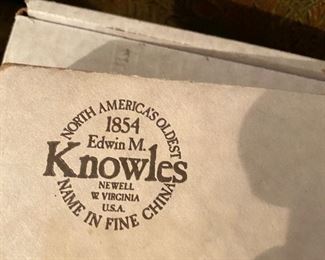 NORTH AMERICA'S OLDEST
1854
Edwin M.
Knowles
NEWELL
W. VIRGINIA
U.S.A.
NAME IN FINE CHINA